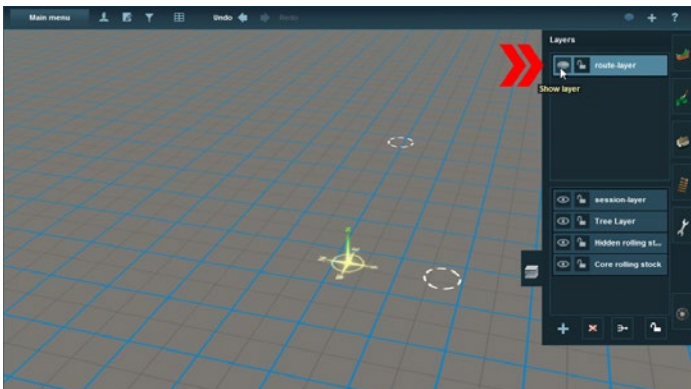 Main menu
Undo
Redo
?
Layers
route-layer
Show layer
session-layer
Tree Layer
Hidden rolling st...
Core rolling stock